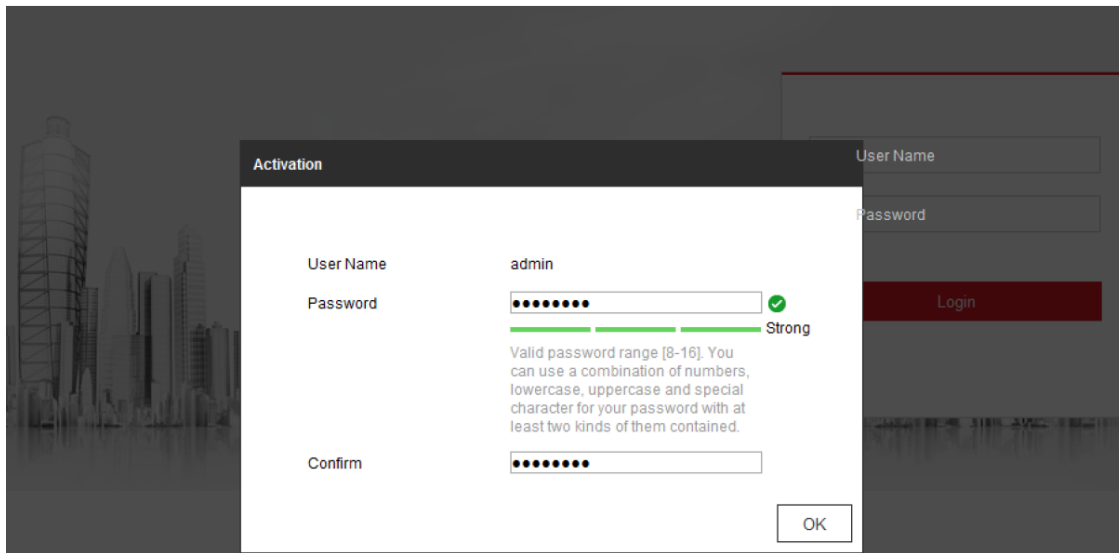 Activation
User Name
Password
Login
User Name admin
Password ●●●●●●●●
Strong
Valid password range [8-16]. You
can use a combination of numbers,
lowercase, uppercase and special
character for your password with at
least two kinds of them contained.
Confirm ●●●●●●●●
OK